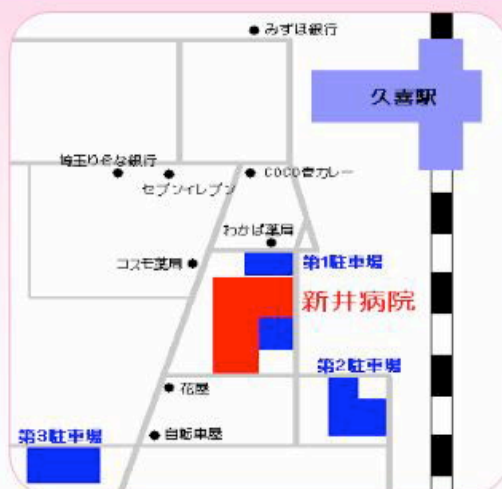 みずほ銀行
久喜駅
埼玉りそな銀行
セブンイレブン
COCO壱カレー
わかば薬局
コスモ薬局
第1駐車場
新井病院
第2駐車場
花屋
自転車屋
第3駐車場